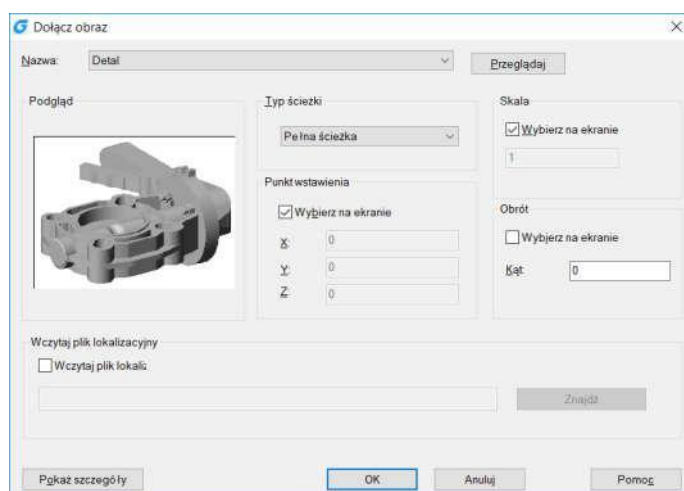 Dołącz obraz
Nazwa: Detal Przeglądaj
Podgląd
Typ ścieżki
Pełna ścieżka
Punkt wstawienia
Wybierz na ekranie
X: 0
Y: 0
Z: 0
Skala
Wybierz na ekranie
1
Obrót
Wybierz na ekranie
Kąt: 0
Wczytaj plik lokalizacyjny
Wczytaj plik lokali:
Znajdź
Pokaż szczegóły OK Anuluj Pomoc